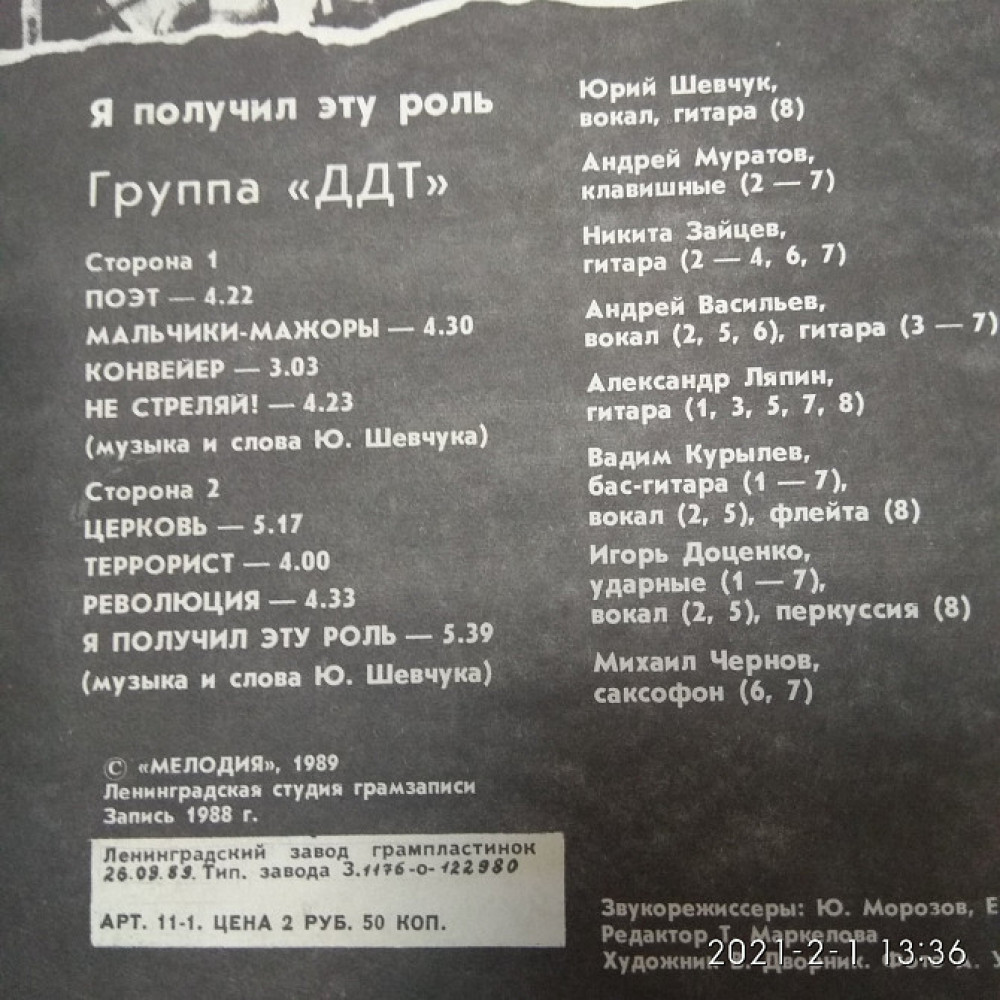 Я получил эту роль
Группа «ДДТ»
Сторона 1
ПОЭТ — 4.22
МАЛЬЧИКИ-МАЖОРЫ — 4.30
КОНВЕЙЕР — 3.03
НЕ СТРЕЛЯЙ! — 4.23
(музыка и слова Ю. Шевчука)
Сторона 2
ЦЕРКОВЬ — 5.17
ТЕРРОРИСТ — 4.00
РЕВОЛЮЦИЯ — 4.33
Я ПОЛУЧИЛ ЭТУ РОЛЬ — 5.39
(музыка и слова Ю. Шевчука)
© «МЕЛОДИЯ», 1989
Ленинградская студия грамзаписи
Запись 1988 г.
Ленинградский завод грампластинок
26.09.89. Тип. завода З.1176-о-122980
АРТ. 11-1. ЦЕНА 2 РУБ. 50 КОП.
Юрий Шевчук,
вокал, гитара (8)
Андрей Муратов,
клавишные (2 — 7)
Никита Зайцев,
гитара (2 — 4, 6, 7)
Андрей Васильев,
вокал (2, 5, 6), гитара (3 — 7)
Александр Ляпин,
гитара (1, 3, 5, 7, 8)
Вадим Курылев,
бас-гитара (1 — 7),
вокал (2, 5), флейта (8)
Игорь Доценко,
ударные (1 — 7),
вокал (2, 5), перкуссия (8)
Михаил Чернов,
саксофон (6, 7)
Звукорежиссеры: Ю. Морозов, Е
Редактор Т. Маркелова
Художник Дворник. Фото А. У
2021-2-1 13:36